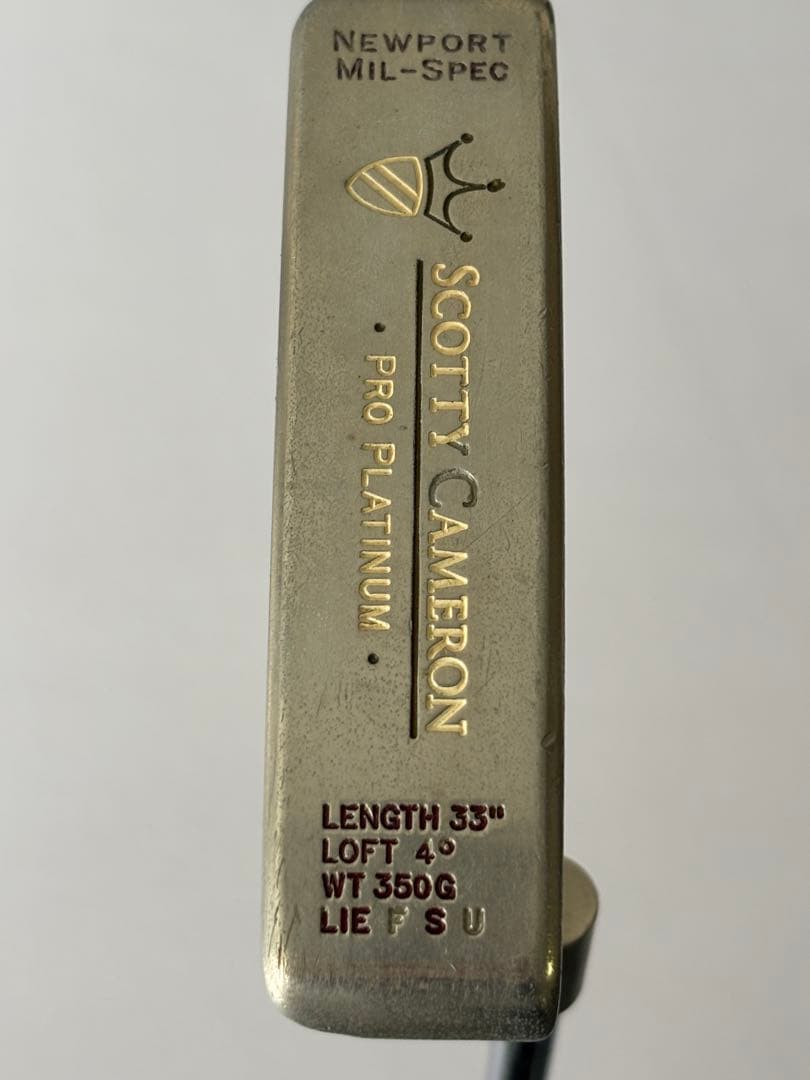 NEWPORT
MIL-SPEC
SCOTTY CAMERON
· PRO PLATINUM ·
LENGTH 33"
LOFT 4°
WT 350G
LIE F S U